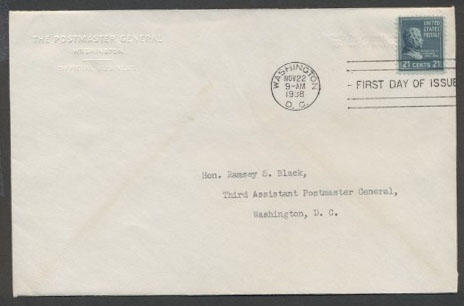 THE POSTMASTER GENERAL
WASHINGTON
UNITED STATES
POSTAGE
21 CENTS 21
WASHINGTON
NOV 22
9-AM
1938
D. C.
FIRST DAY OF ISSUE
Hon. Ramsey S. Black,
Third Assistant Postmaster General,
Washington, D. C.